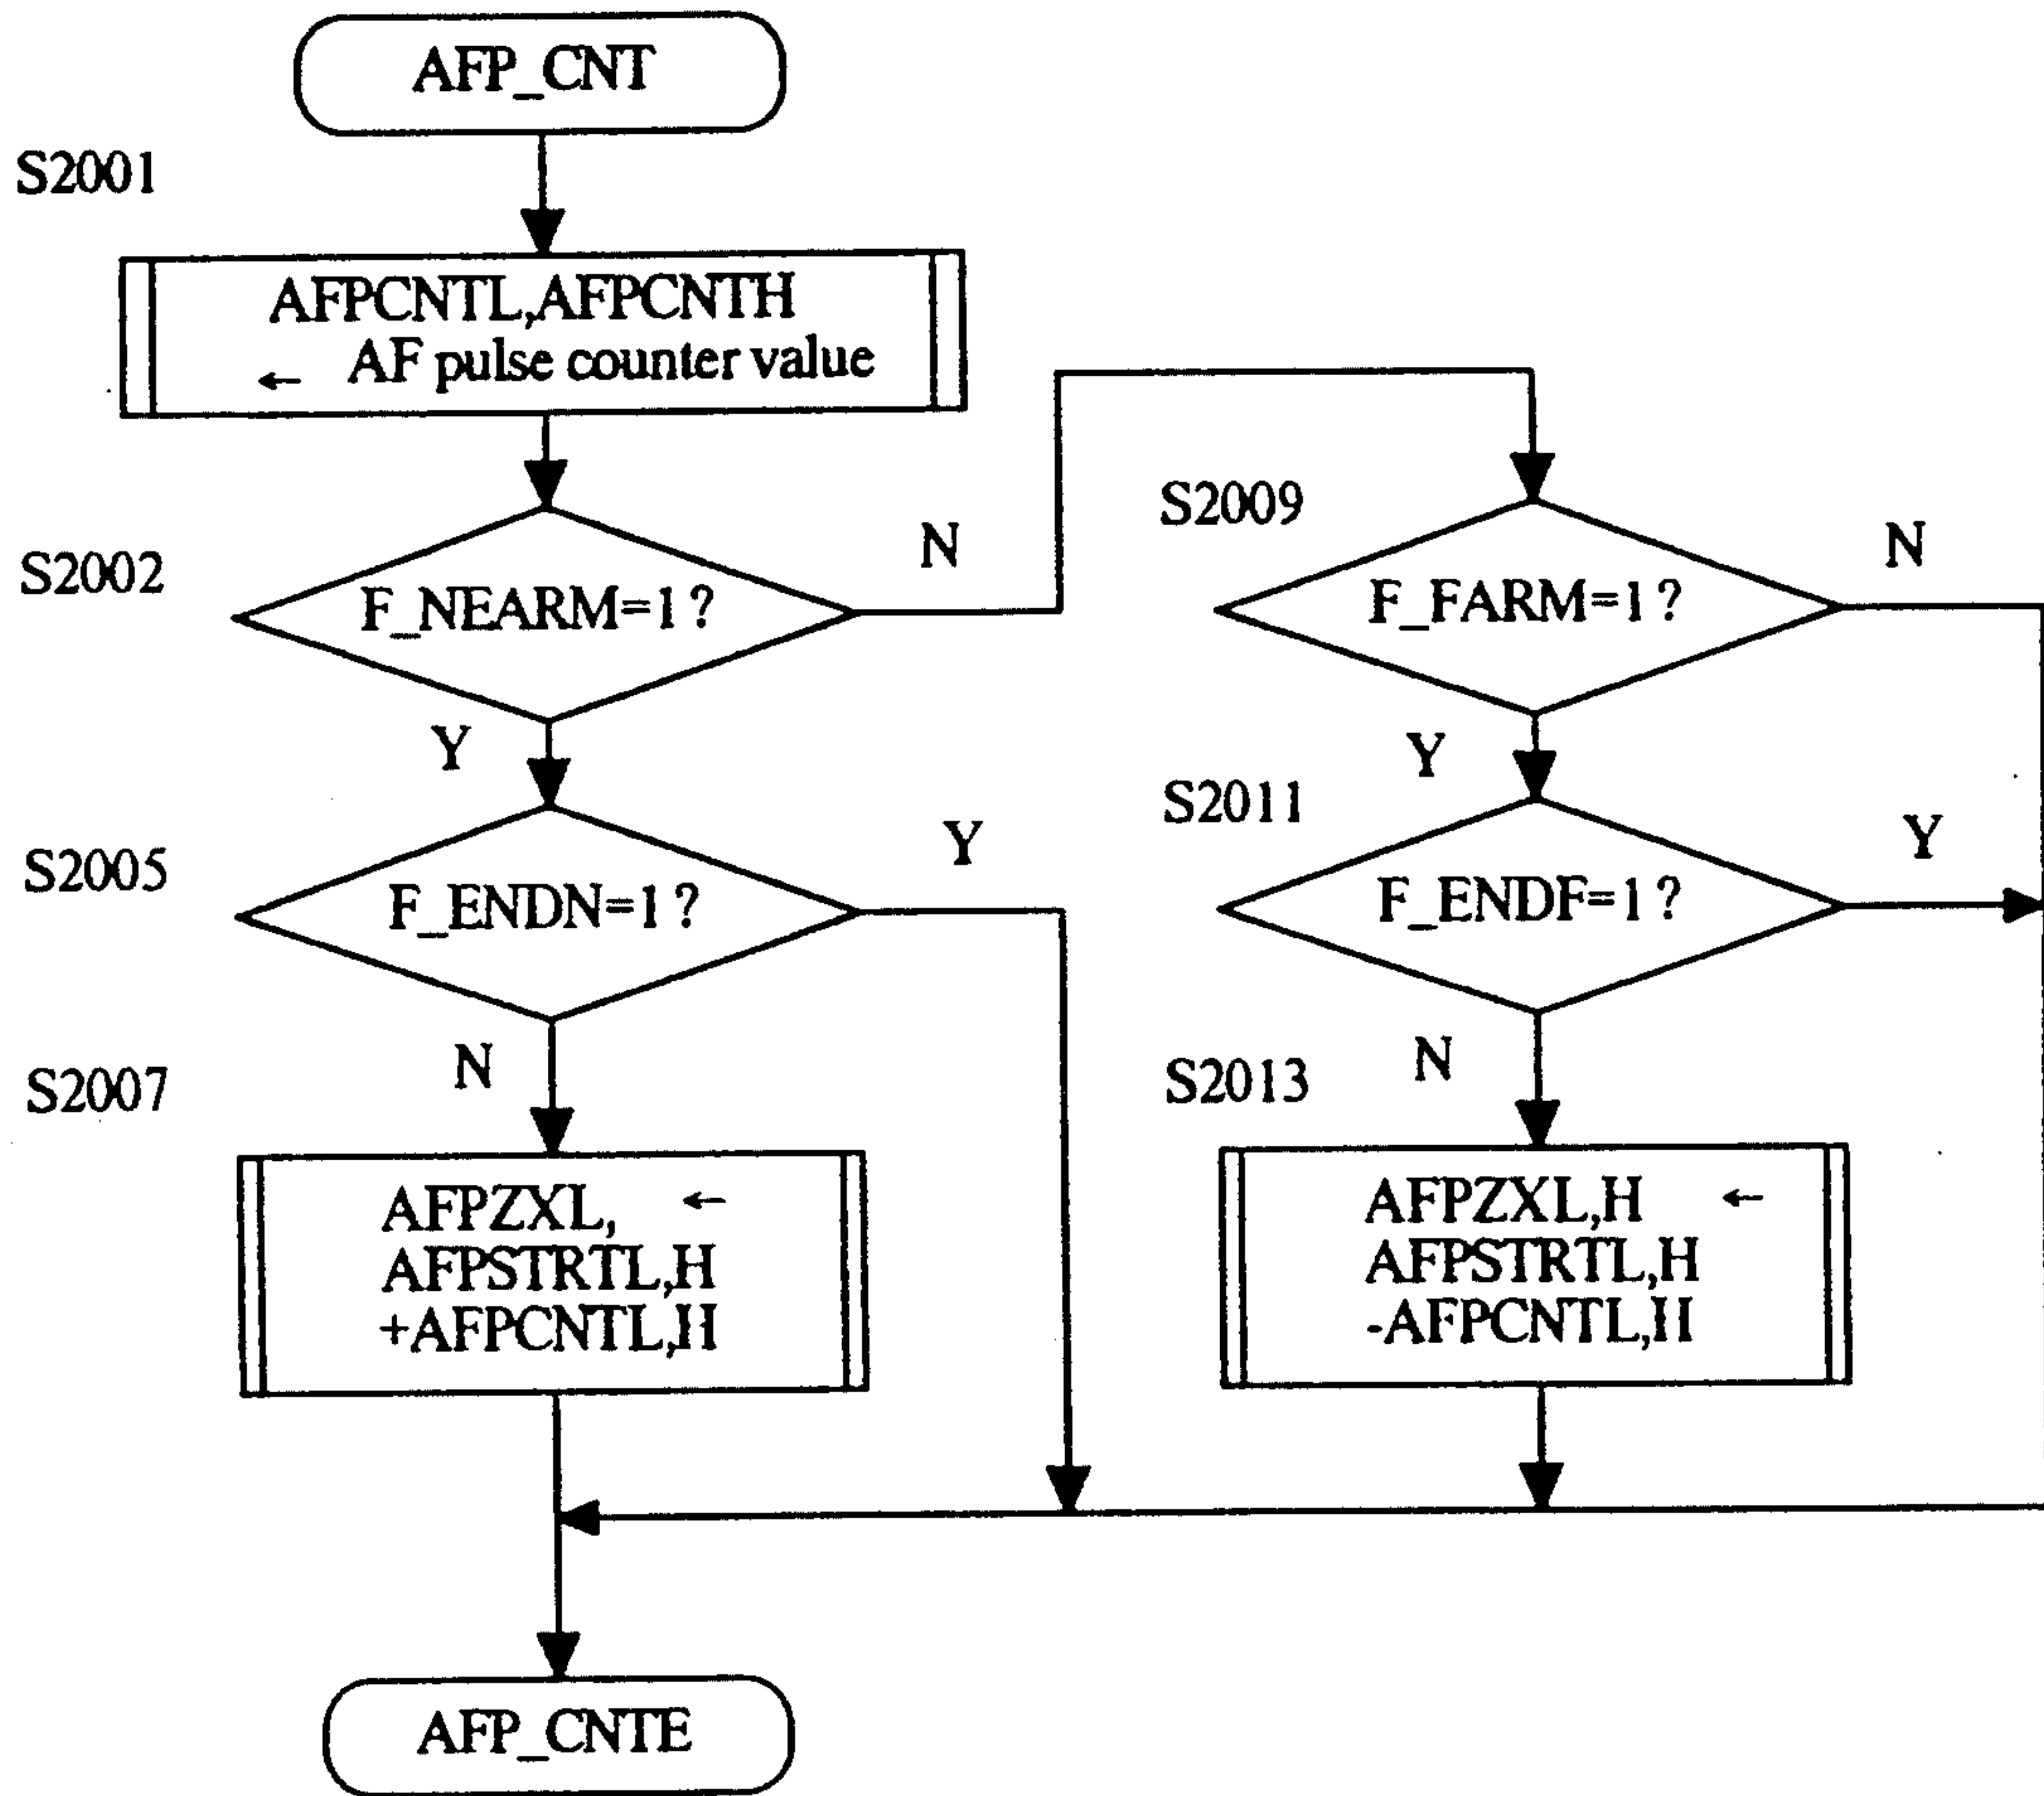 AFP_CNT
S2001
AFPCNTL,AFPCNTH
← AF pulse counter value
S2002
F_NEARM=1?
N
Y
S2005
F_ENDN=1?
Y
N
S2007
AFPZXL, ←
AFPSTRTL,H
+AFPCNTL,H
S2009
F_FARM=1?
N
Y
S2011
F_ENDF=1?
Y
N
S2013
AFPZXL,H ←
AFPSTRTL,H
-AFPCNTL,H
AFP_CNTE